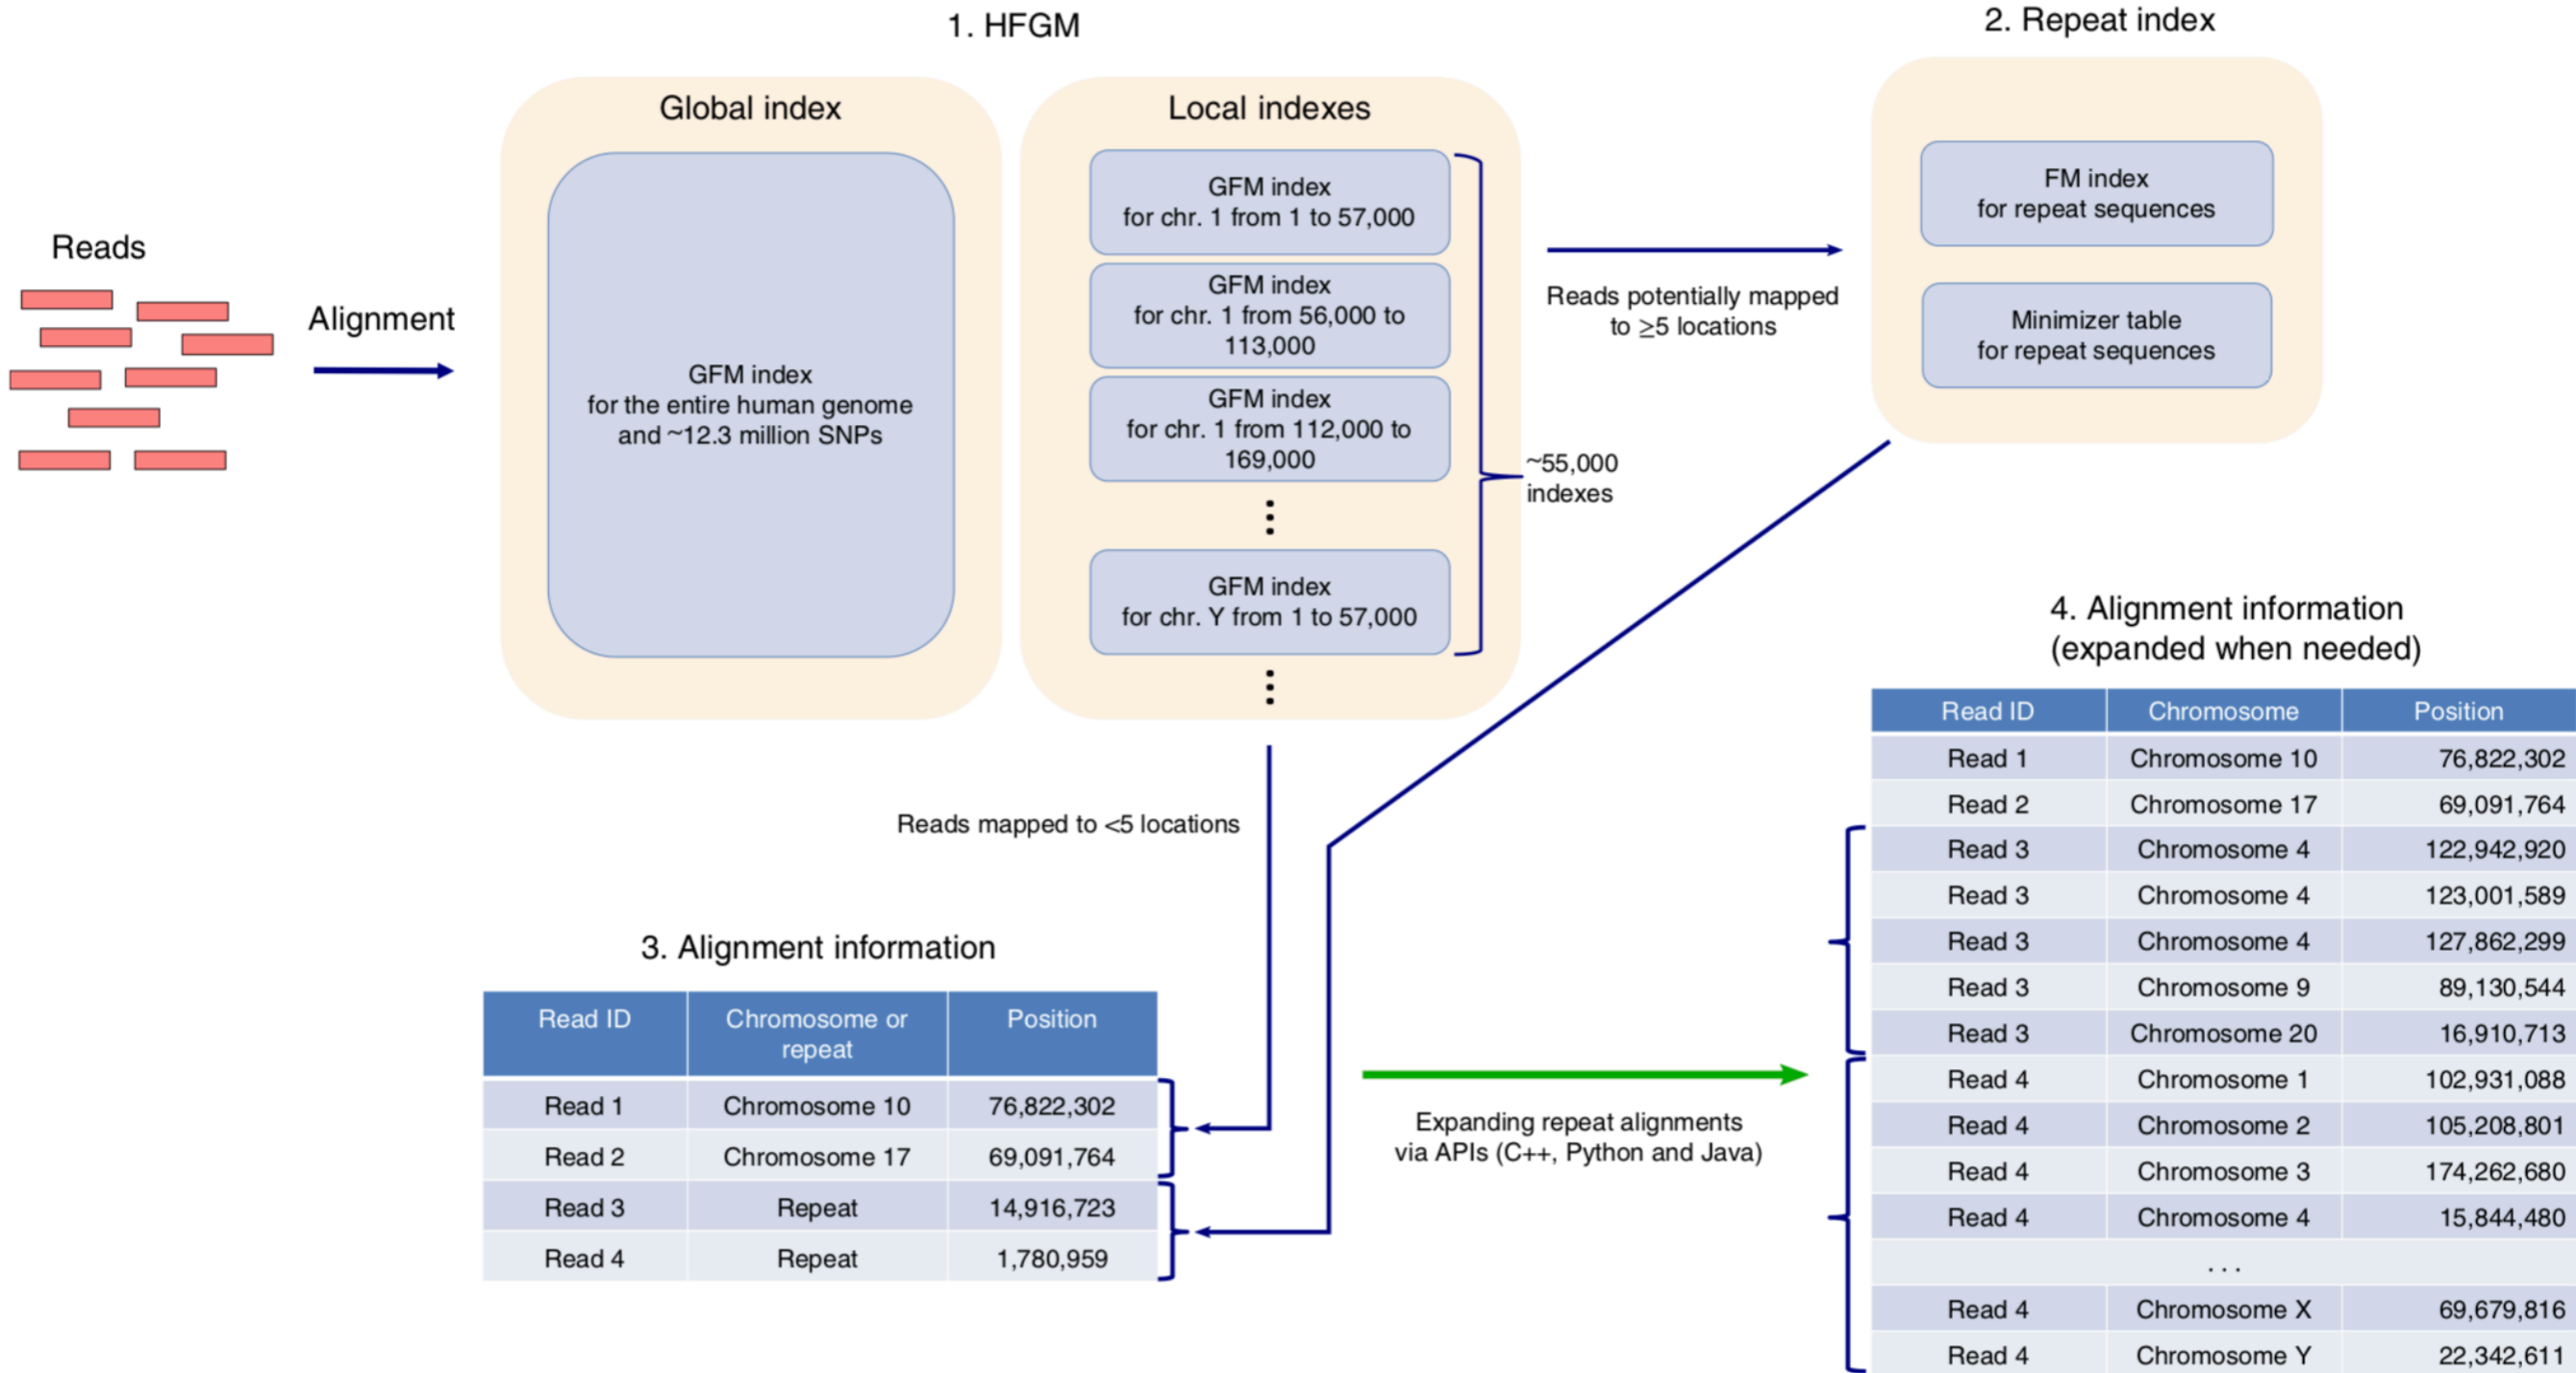 1. HFGM
2. Repeat index
Reads
Alignment
Global index
GFM index
for the entire human genome
and ~12.3 million SNPs
Local indexes
GFM index
for chr. 1 from 1 to 57,000
GFM index
for chr. 1 from 56,000 to
113,000
GFM index
for chr. 1 from 112,000 to
169,000
GFM index
for chr. Y from 1 to 57,000
~55,000
indexes
Reads potentially mapped
to ≥5 locations
FM index
for repeat sequences
Minimizer table
for repeat sequences
Reads mapped to <5 locations
3. Alignment information
Read ID Chromosome or repeat Position
Read 1 Chromosome 10 76,822,302
Read 2 Chromosome 17 69,091,764
Read 3 Repeat 14,916,723
Read 4 Repeat 1,780,959
Expanding repeat alignments
via APIs (C++, Python and Java)
4. Alignment information
(expanded when needed)
Read ID Chromosome Position
Read 1 Chromosome 10 76,822,302
Read 2 Chromosome 17 69,091,764
Read 3 Chromosome 4 122,942,920
Read 3 Chromosome 4 123,001,589
Read 3 Chromosome 4 127,862,299
Read 3 Chromosome 9 89,130,544
Read 3 Chromosome 20 16,910,713
Read 4 Chromosome 1 102,931,088
Read 4 Chromosome 2 105,208,801
Read 4 Chromosome 3 174,262,680
Read 4 Chromosome 4 15,844,480
. . .
Read 4 Chromosome X 69,679,816
Read 4 Chromosome Y 22,342,611